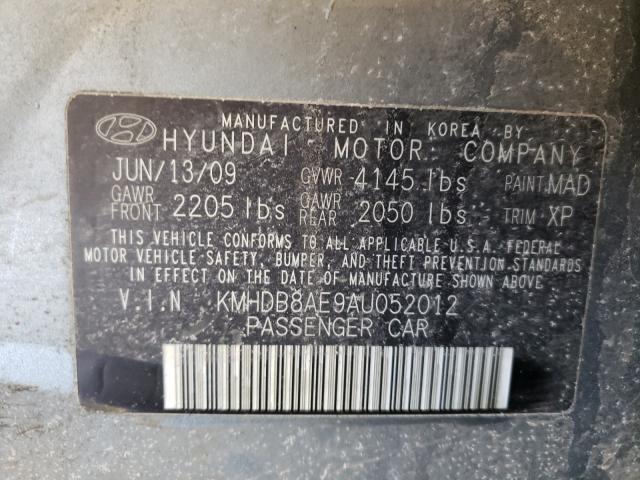 MANUFACTURED IN KOREA BY
HYUNDAI MOTOR COMPANY
JUN/13/09 GVWR 4145 lbs PAINT MAD
GAWR FRONT 2205 lbs GAWR REAR 2050 lbs TRIM XP
THIS VEHICLE CONFORMS TO ALL APPLICABLE U.S.A. FEDERAL
MOTOR VEHICLE SAFETY, BUMPER, AND THEFT PREVENTION STANDARDS
IN EFFECT ON THE DATE OF MANUFACTURE SHOWN ABOVE
V.I.N KMHDB8AE9AU052012
PASSENGER CAR